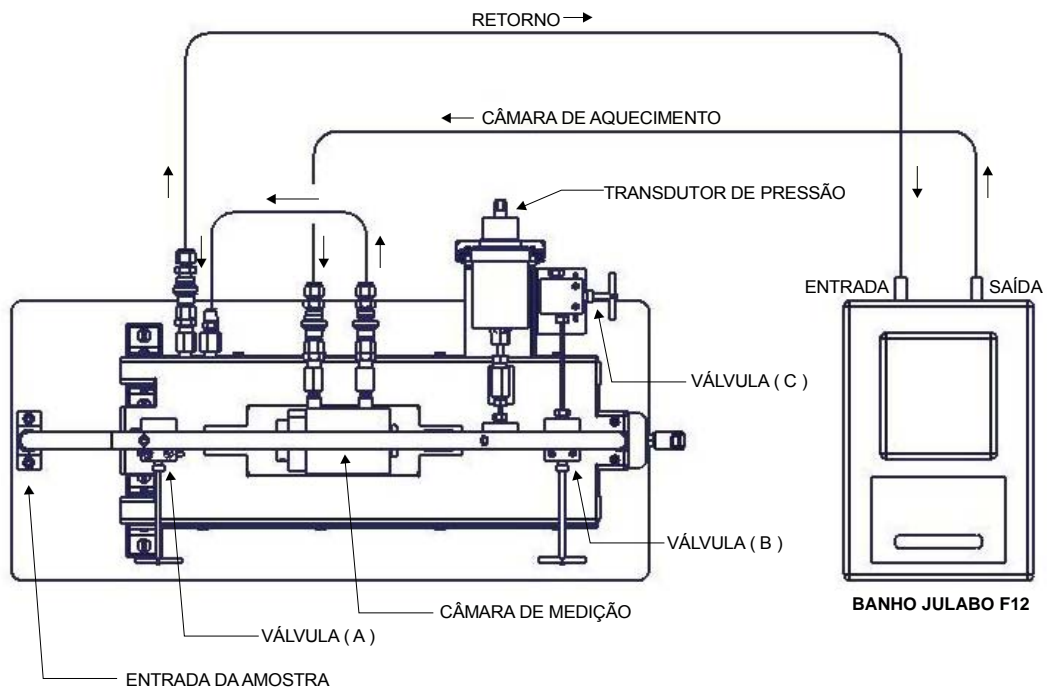 RETORNO
CÂMARA DE AQUECIMENTO
TRANSDUTOR DE PRESSÃO
ENTRADA
SAÍDA
VÁLVULA ( C )
VÁLVULA ( B )
CÂMARA DE MEDIÇÃO
BANHO JULABO F12
VÁLVULA ( A )
ENTRADA DA AMOSTRA